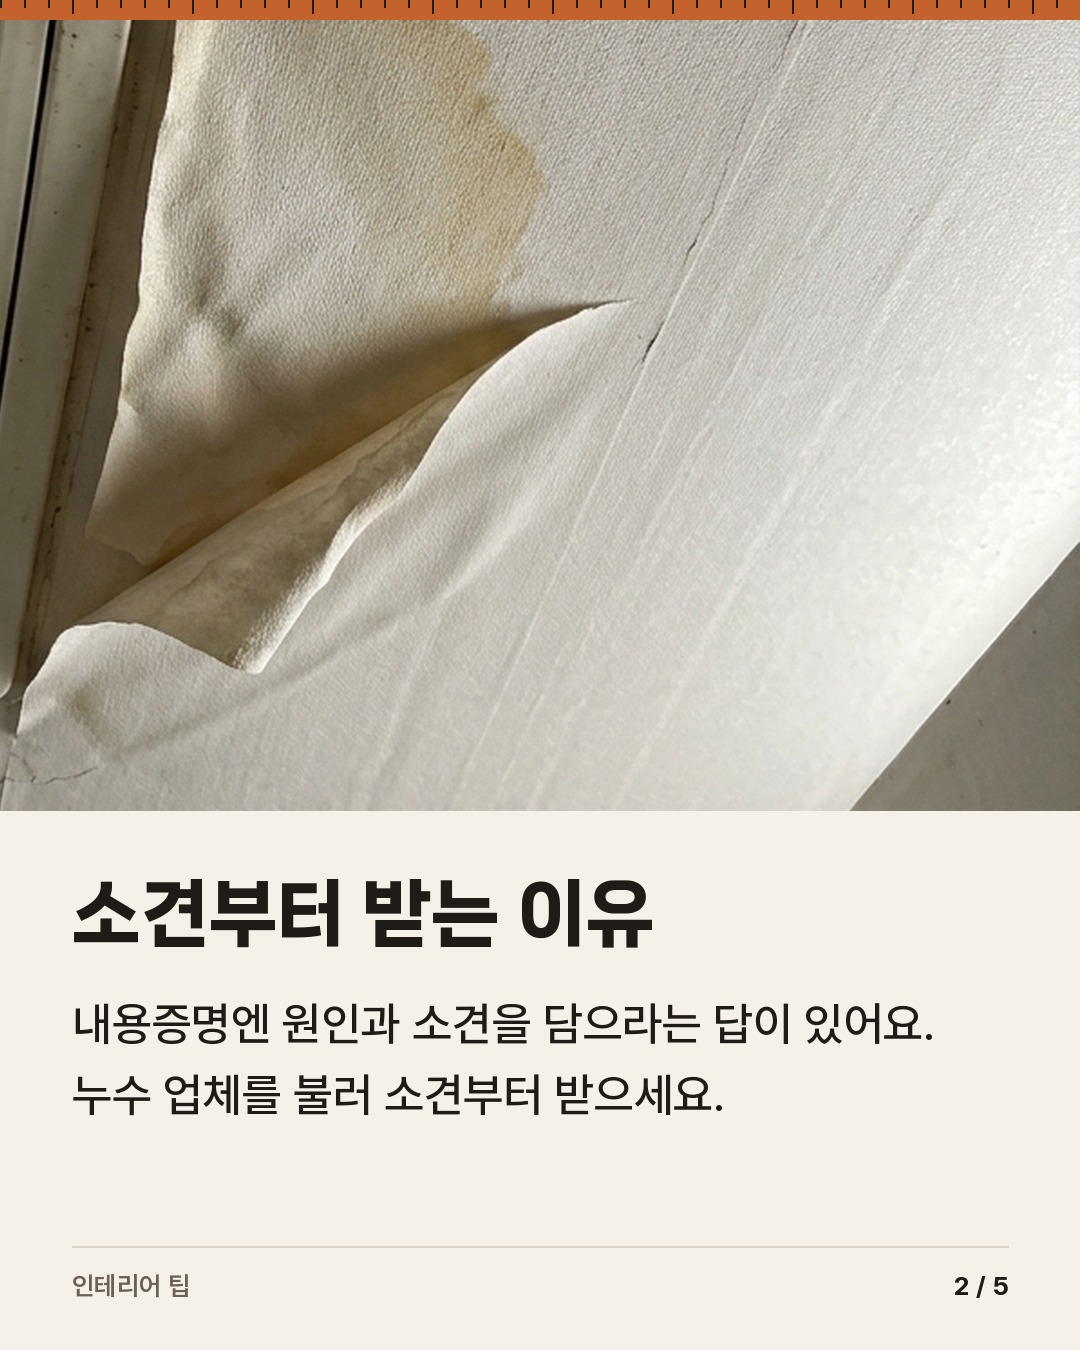 소견부터 받는 이유
내용증명엔 원인과 소견을 담으라는 답이 있어요.
누수 업체를 불러 소견부터 받으세요.
인테리어 팁
2 / 5